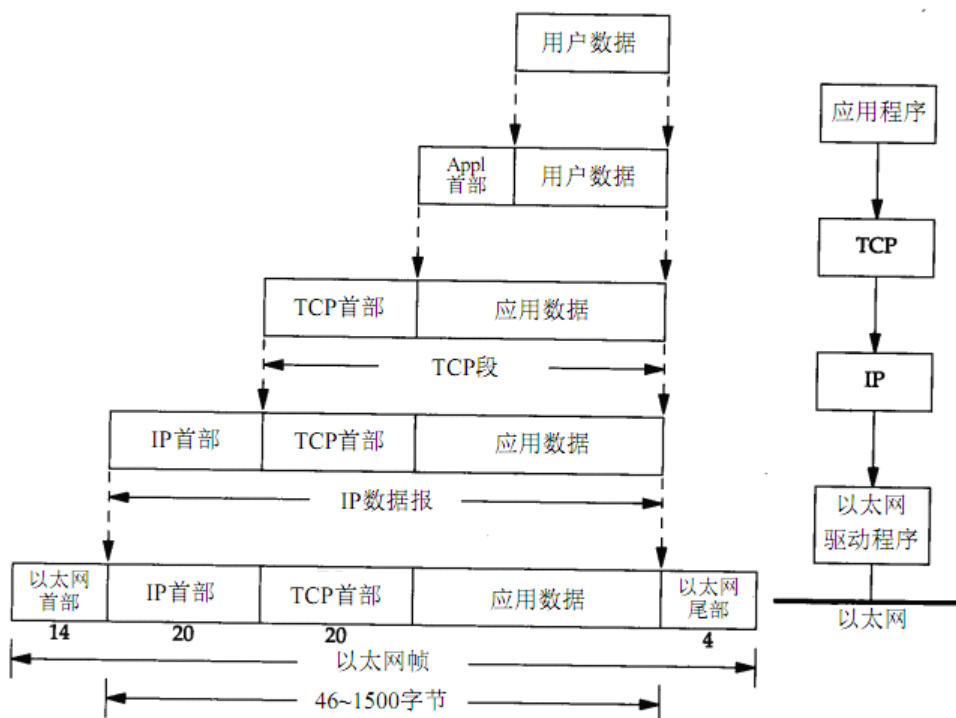 用户数据
应用程序
Appl
首部
用户数据
TCP
TCP首部
应用数据
TCP段
IP
IP首部
TCP首部
应用数据
IP数据报
以太网
驱动程序
以太网
首部
IP首部
TCP首部
应用数据
以太网
尾部
以太网
14
20
20
4
以太网帧
46~1500字节